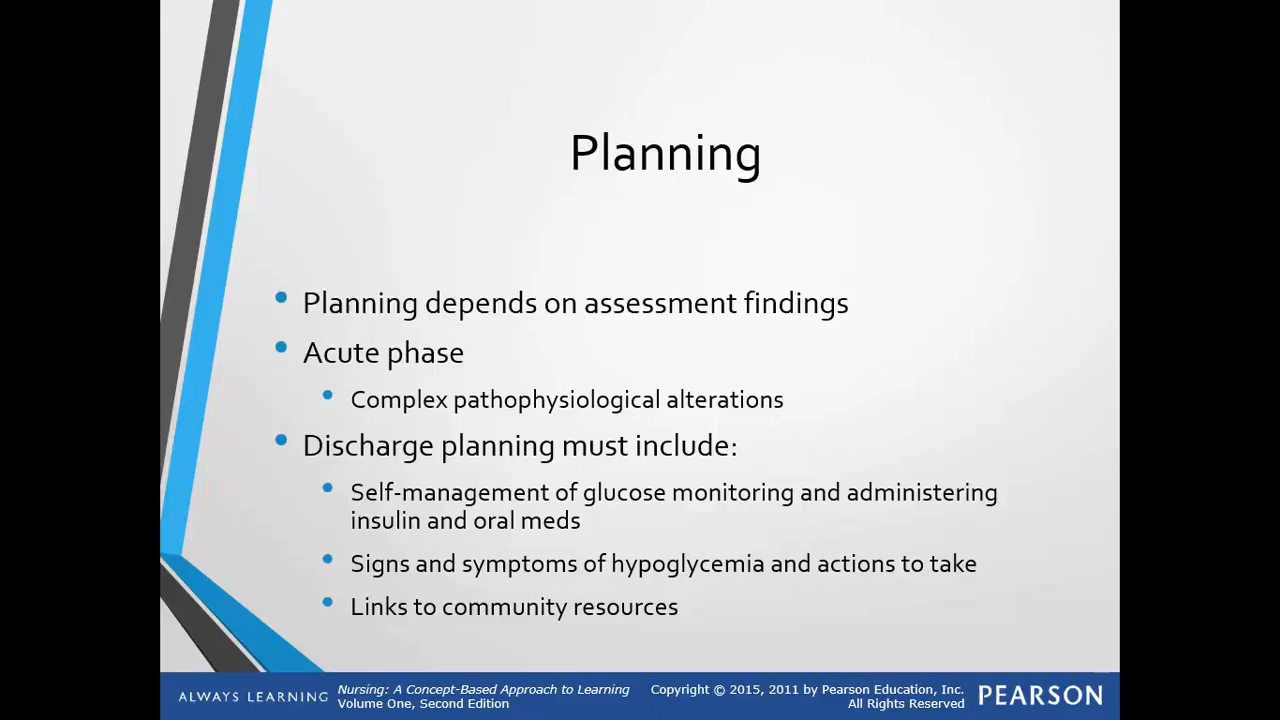 Planning
• Planning depends on assessment findings
• Acute phase
• Complex pathophysiological alterations
• Discharge planning must include:
• Self-management of glucose monitoring and administering
insulin and oral meds
• Signs and symptoms of hypoglycemia and actions to take
• Links to community resources
ALWAYS LEARNING
Nursing: A Concept-Based Approach to Learning
Volume One, Second Edition
Copyright © 2015, 2011 by Pearson Education, Inc.
All Rights Reserved
PEARSON